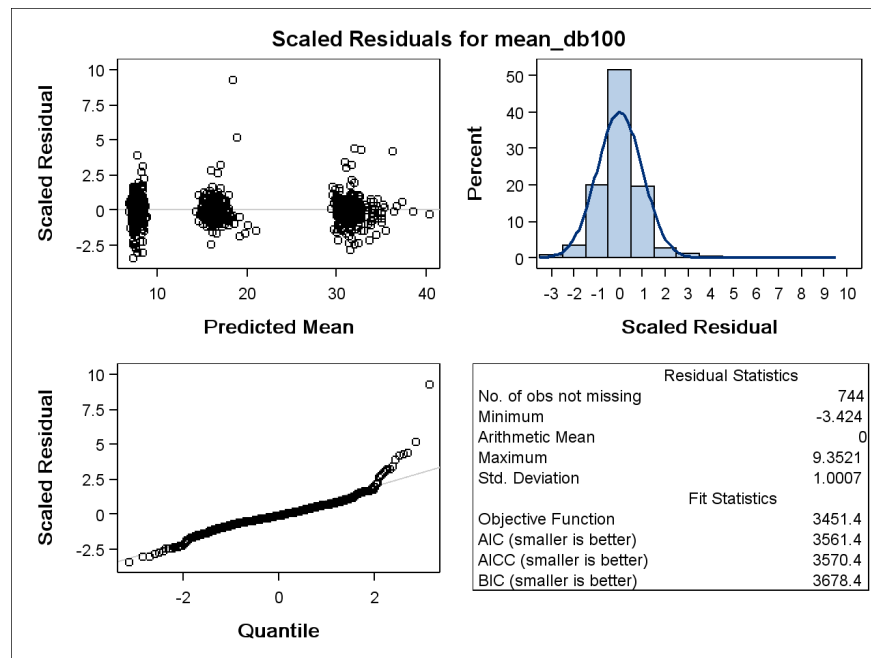 Scaled Residuals for mean_db100
Scaled Residual
10
7.5
5
2.5
0
-2.5
10 20 30 40
Predicted Mean
Percent
50
40
30
20
10
0
-3 -2 -1 0 1 2 3 4 5 6 7 8 9 10
Scaled Residual
Scaled Residual
10
7.5
5
2.5
0
-2.5
-2 0 2
Quantile
Residual Statistics
No. of obs not missing 744
Minimum -3.424
Arithmetic Mean 0
Maximum 9.3521
Std. Deviation 1.0007
Fit Statistics
Objective Function 3451.4
AIC (smaller is better) 3561.4
AICC (smaller is better) 3570.4
BIC (smaller is better) 3678.4